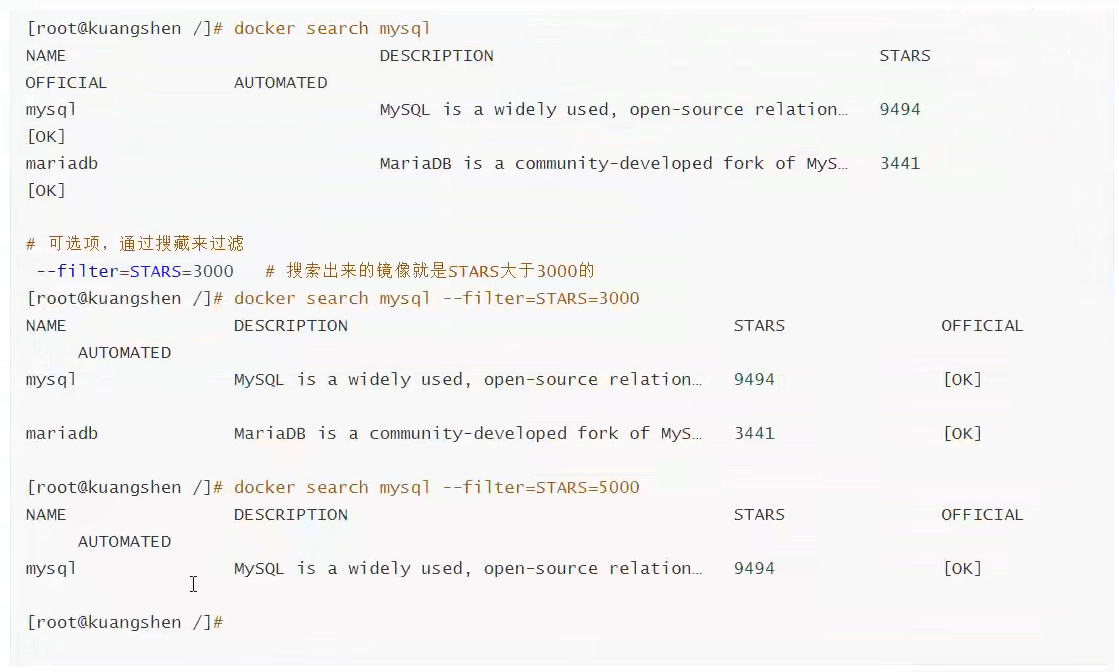 [root@kuangshen /]# docker search mysql
NAME DESCRIPTION STARS
OFFICIAL AUTOMATED
mysql MySQL is a widely used, open-source relation… 9494
[OK]
mariadb MariaDB is a community-developed fork of MyS… 3441
[OK]
# 可选项，通过搜藏来过滤
--filter=STARS=3000 # 搜索出来的镜像就是STARS大于3000的
[root@kuangshen /]# docker search mysql --filter=STARS=3000
NAME DESCRIPTION STARS OFFICIAL
AUTOMATED
mysql MySQL is a widely used, open-source relation… 9494 [OK]
mariadb MariaDB is a community-developed fork of MyS… 3441 [OK]
[root@kuangshen /]# docker search mysql --filter=STARS=5000
NAME DESCRIPTION STARS OFFICIAL
AUTOMATED
mysql MySQL is a widely used, open-source relation… 9494 [OK]
[root@kuangshen /]#